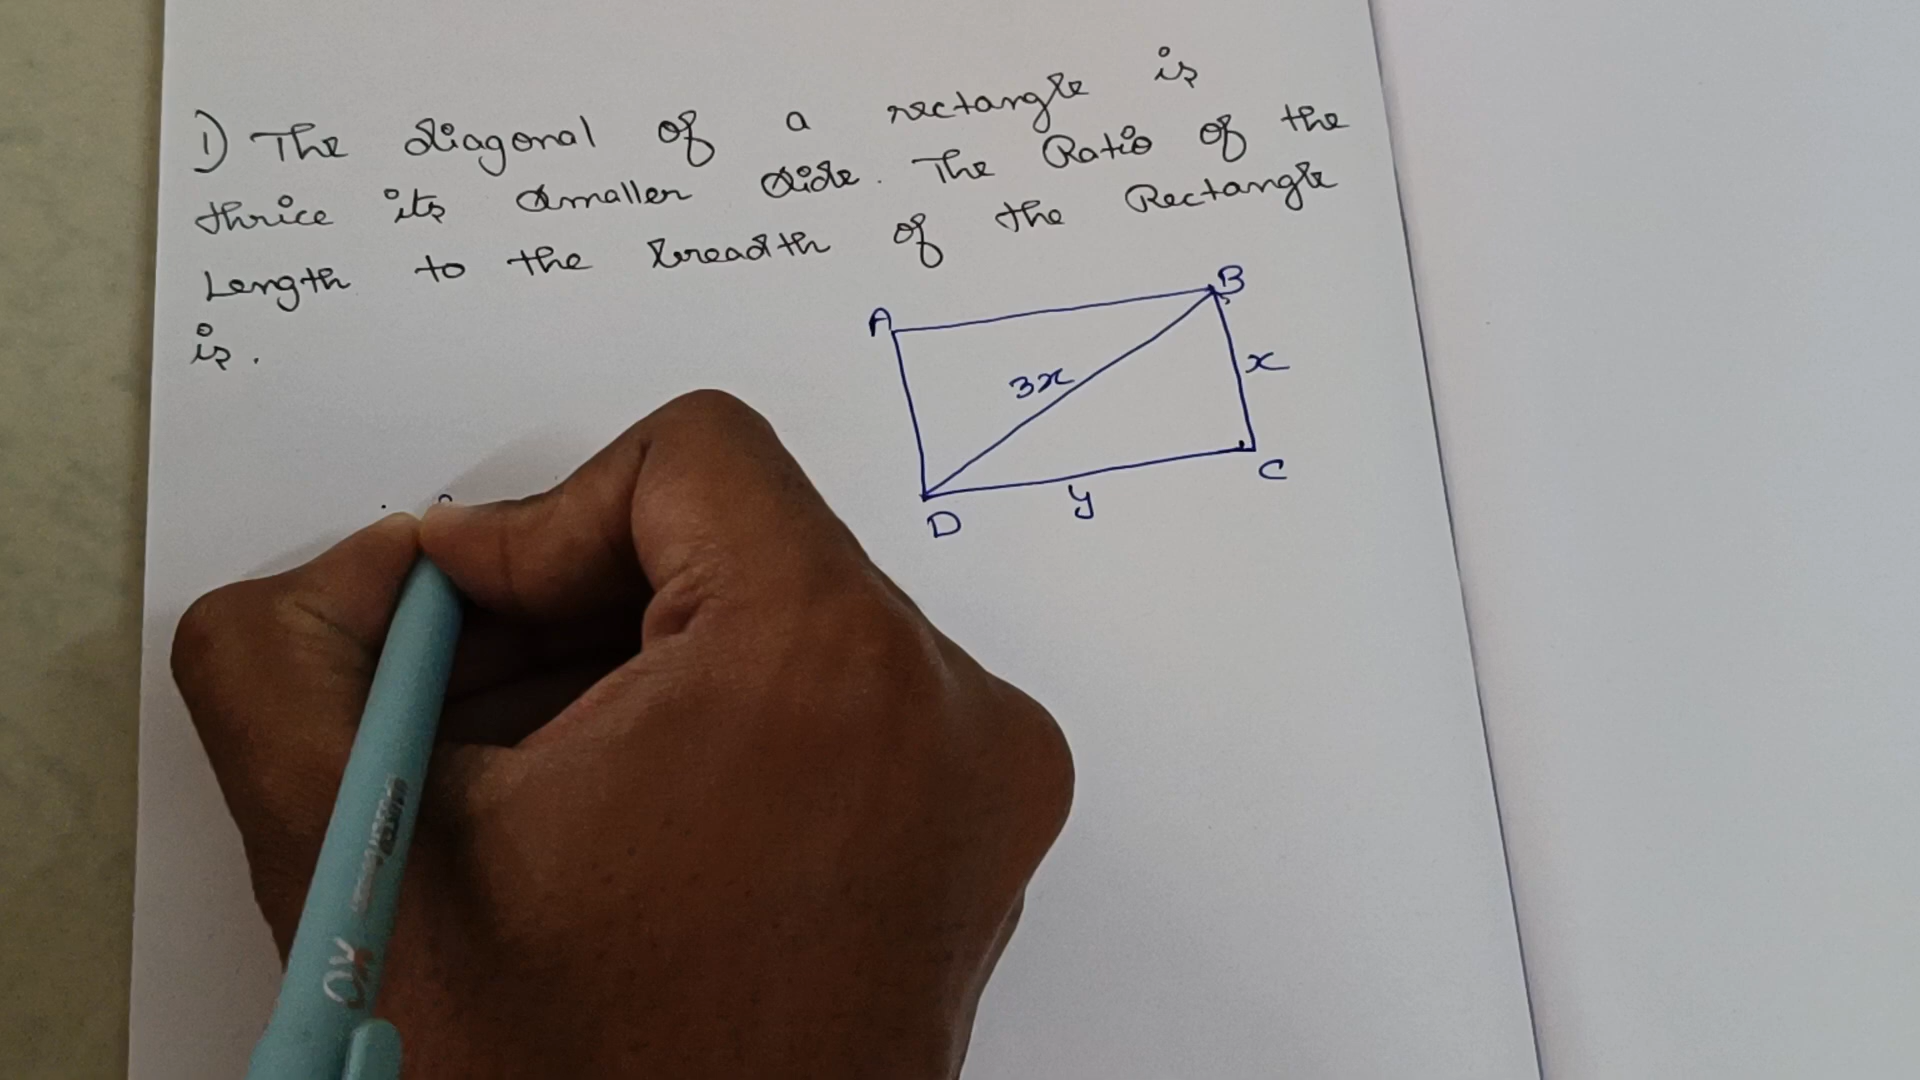 1) The diagonal of a rectangle is
thrice its smaller side. The Ratio of the
Length to the breadth of the Rectangle
is.
A
B
3x
x
D
y
C
XO